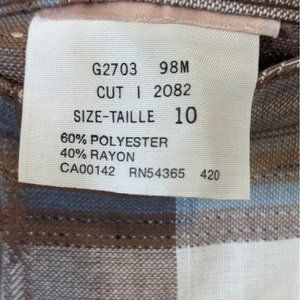 G2703 98M
CUT I 2082
SIZE-TAILLE 10
60% POLYESTER
40% RAYON
CA00142 RN54365 420